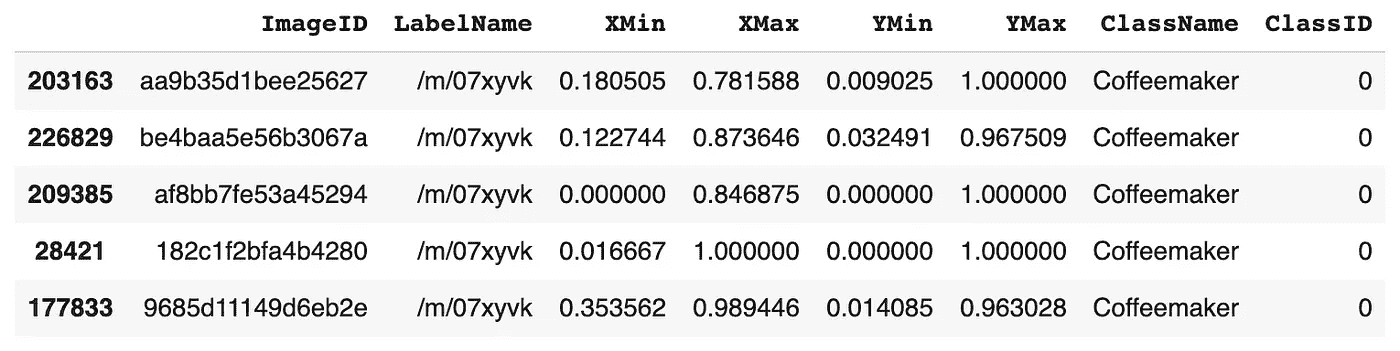 ImageID LabelName XMin XMax YMin YMax ClassName ClassID
203163 aa9b35d1bee25627 /m/07xyvk 0.180505 0.781588 0.009025 1.000000 Coffeemaker 0
226829 be4baa5e56b3067a /m/07xyvk 0.122744 0.873646 0.032491 0.967509 Coffeemaker 0
209385 af8bb7fe53a45294 /m/07xyvk 0.000000 0.846875 0.000000 1.000000 Coffeemaker 0
28421 182c1f2bfa4b4280 /m/07xyvk 0.016667 1.000000 0.000000 1.000000 Coffeemaker 0
177833 9685d11149d6eb2e /m/07xyvk 0.353562 0.989446 0.014085 0.963028 Coffeemaker 0